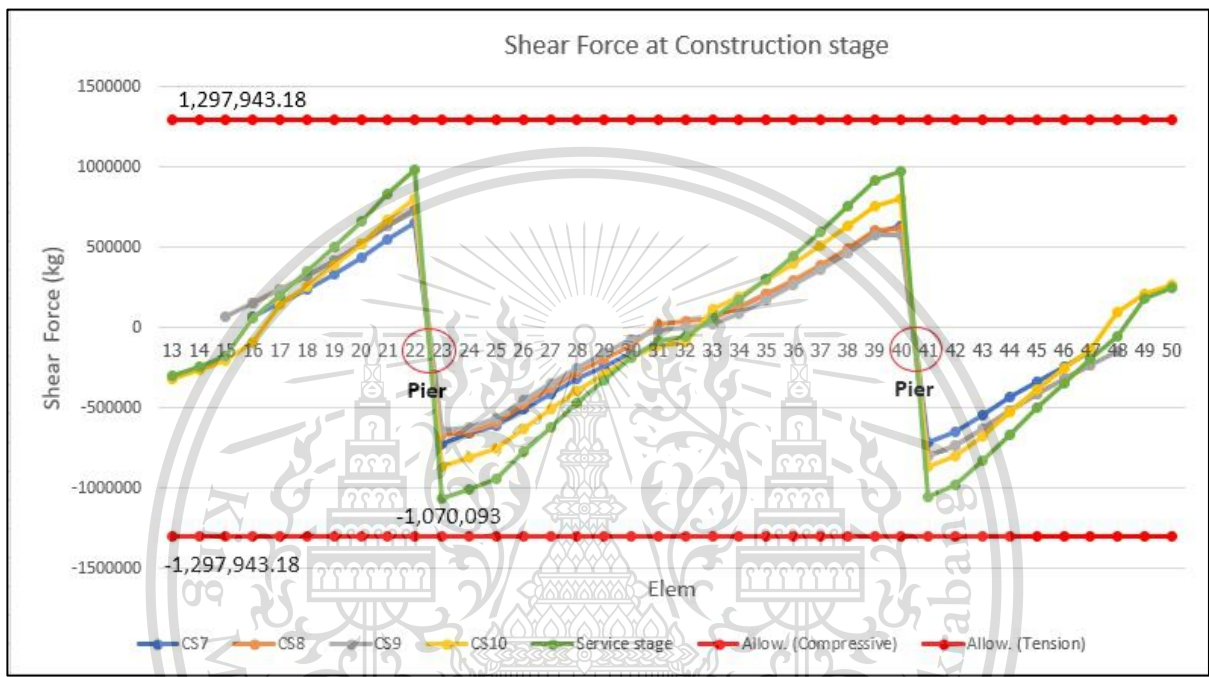 Shear Force at Construction stage
1500000
1,297,943.18
1000000
500000
0
-500000
-1000000
-1500000
Shear Force (kg)
13 14 15 16 17 18 19 20 21 22 23 24 25 26 27 28 29 30 31 32 33 34 35 36 37 38 39 40 41 42 43 44 45 46 47 48 49 50
Pier
Pier
-1,070,093
-1,297,943.18
Elem
CS7 CS8 CS9 CS10 Service stage Allow. (Compressive) Allow. (Tension)